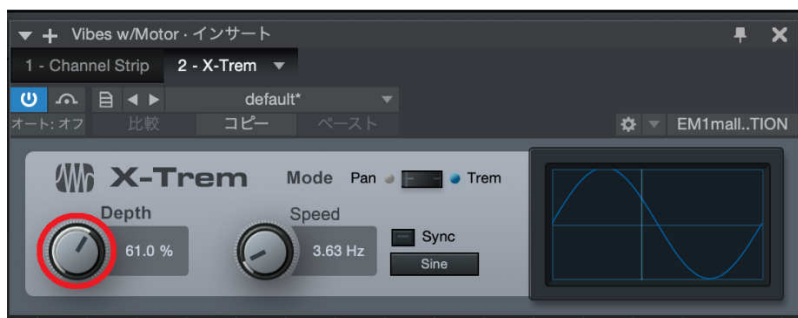 Vibes w/Motor・インサート
1 - Channel Strip 2 - X-Trem
default*
オート: オフ 比較 コピー ペースト EM1mall..TION
X-Trem Mode Pan Trem
Depth Speed
61.0 % 3.63 Hz Sync
Sine